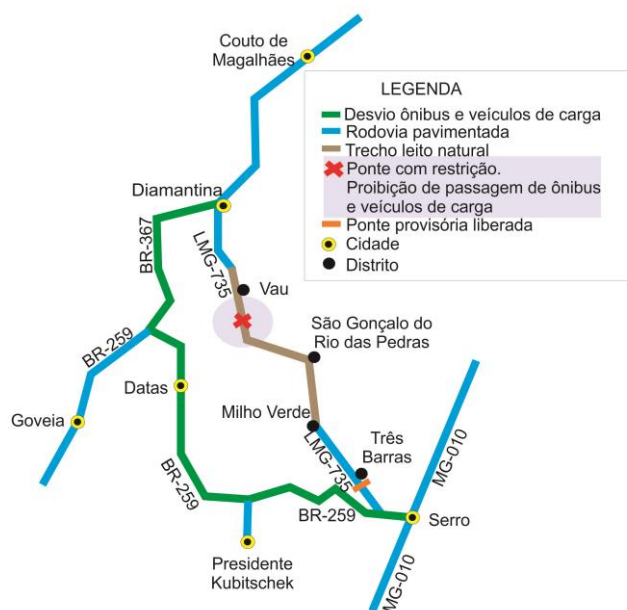 Couto de
Magalhães
LEGENDA
Desvio ônibus e veículos de carga
Rodovia pavimentada
Trecho leito natural
Ponte com restrição.
Proibição de passagem de ônibus
e veículos de carga
Ponte provisória liberada
Cidade
Distrito
Diamantina
BR-367
LMG-735
Vau
São Gonçalo do
Rio das Pedras
BR-259
Datas
Goveia
Milho Verde
Três
Barras
LMG-735
MG-010
BR-259
BR-259
Serro
Presidente
Kubitschek
MG-010